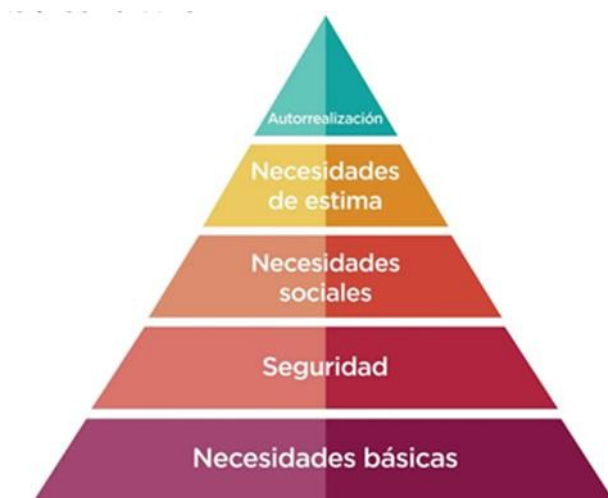 Autorrealización
Necesidades
de estima
Necesidades
sociales
Seguridad
Necesidades básicas